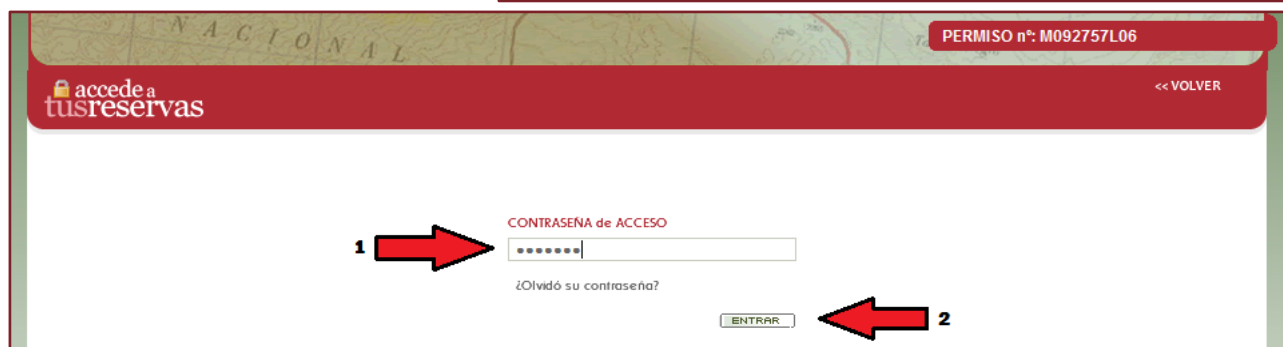 NACIONAL
PERMISO nº: M092757L06
accede a
tusreservas
<< VOLVER
CONTRASEÑA de ACCESO
1
•••••••
¿Olvidó su contraseña?
ENTRAR
2